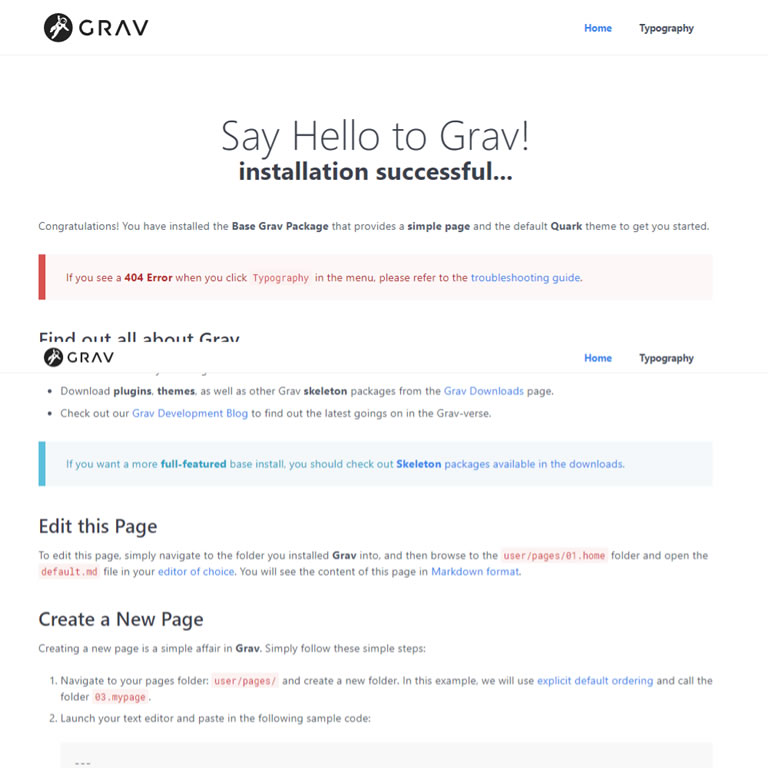 GRAV
Home Typography
Say Hello to Grav!
installation successful...
Congratulations! You have installed the Base Grav Package that provides a simple page and the default Quark theme to get you started.
If you see a 404 Error when you click Typography in the menu, please refer to the troubleshooting guide.
Find out all about Grav
GRAV
Home Typography
• Download plugins, themes, as well as other Grav skeleton packages from the Grav Downloads page.
• Check out our Grav Development Blog to find out the latest goings on in the Grav-verse.
If you want a more full-featured base install, you should check out Skeleton packages available in the downloads.
Edit this Page
To edit this page, simply navigate to the folder you installed Grav into, and then browse to the user/pages/01.home folder and open the
default.md file in your editor of choice. You will see the content of this page in Markdown format.
Create a New Page
Creating a new page is a simple affair in Grav. Simply follow these simple steps:
1. Navigate to your pages folder: user/pages/ and create a new folder. In this example, we will use explicit default ordering and call the
folder 03.mypage.
2. Launch your text editor and paste in the following sample code:
---